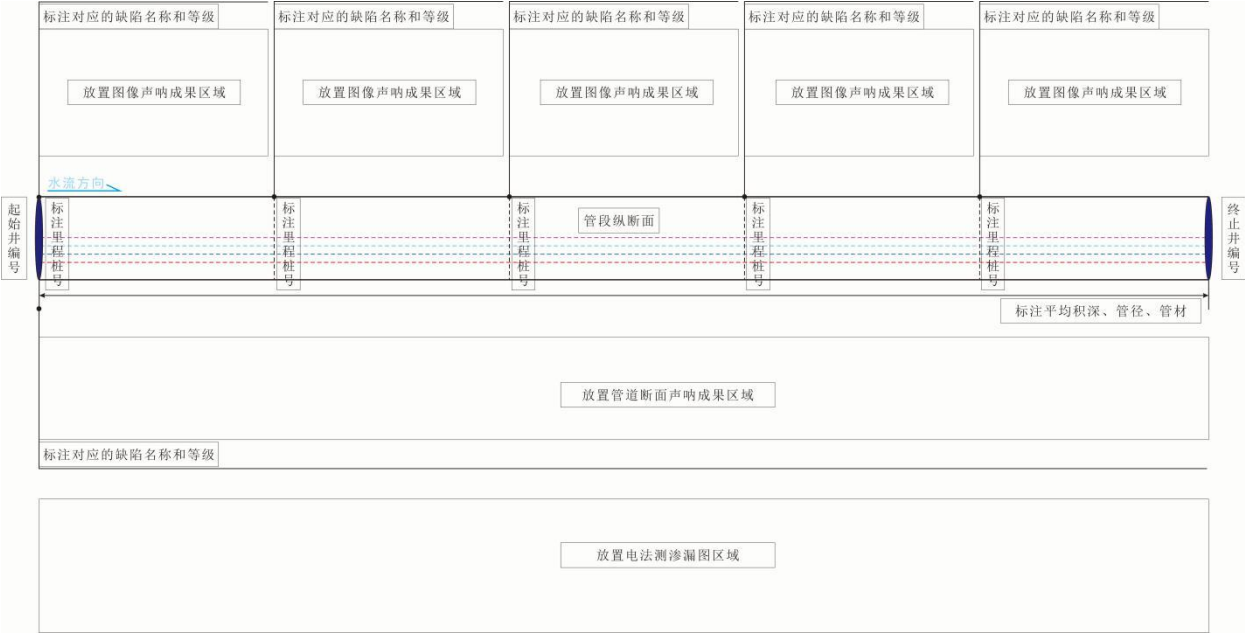 标注对应的缺陷名称和等级
标注对应的缺陷名称和等级
标注对应的缺陷名称和等级
标注对应的缺陷名称和等级
标注对应的缺陷名称和等级
放置图像声呐成果区域
放置图像声呐成果区域
放置图像声呐成果区域
放置图像声呐成果区域
放置图像声呐成果区域
水流方向
起始井编号
标注里程桩号
标注里程桩号
标注里程桩号
管段纵断面
标注里程桩号
标注里程桩号
终止井编号
标注平均积深、管径、管材
放置管道断面声呐成果区域
标注对应的缺陷名称和等级
放置电法测渗漏图区域